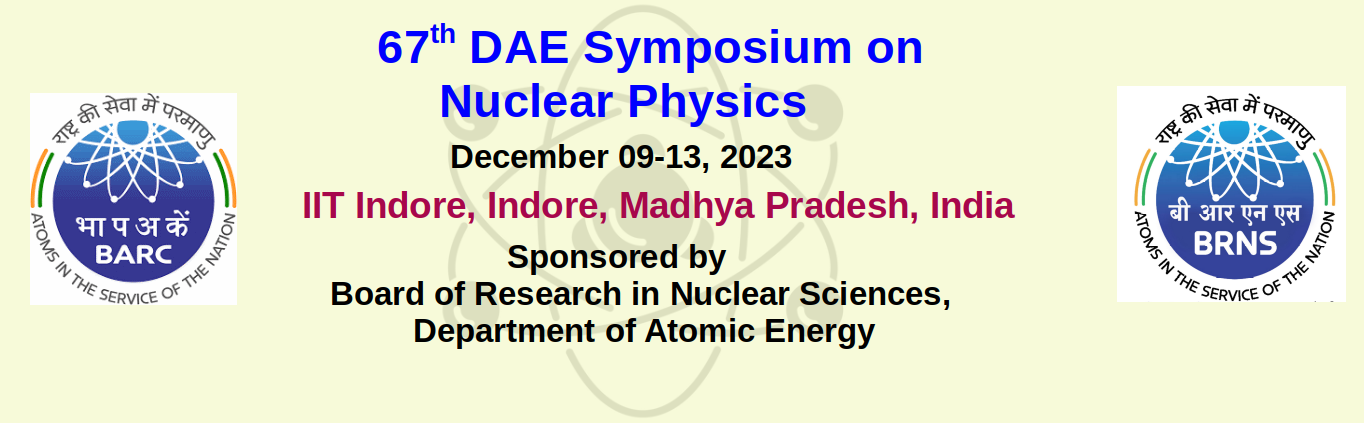 67th DAE Symposium on
Nuclear Physics
December 09-13, 2023
IIT Indore, Indore, Madhya Pradesh, India
Sponsored by
Board of Research in Nuclear Sciences,
Department of Atomic Energy
राष्ट्र की सेवा में परमाणु
भा प अ कें
BARC
ATOMS IN THE SERVICE OF THE NATION
राष्ट्र की सेवा में परमाणु
बी आर एन एस
BRNS
ATOMS IN THE SERVICE OF THE NATION